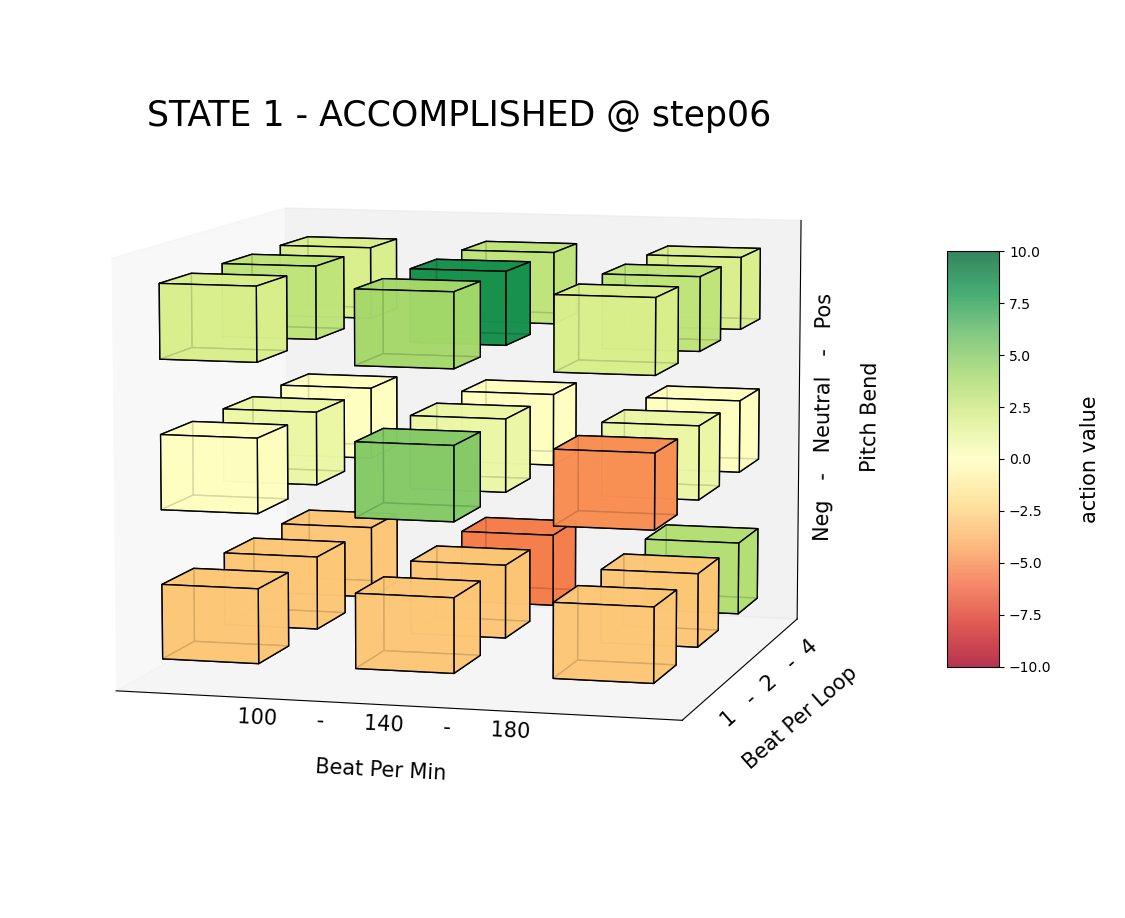 STATE 1 - ACCOMPLISHED @ step06
Neg - Neutral - Pos
Pitch Bend
1 - 2 - 4
Beat Per Loop
100 - 140 - 180
Beat Per Min
10.0
7.5
5.0
2.5
0.0
−2.5
−5.0
−7.5
−10.0
action value